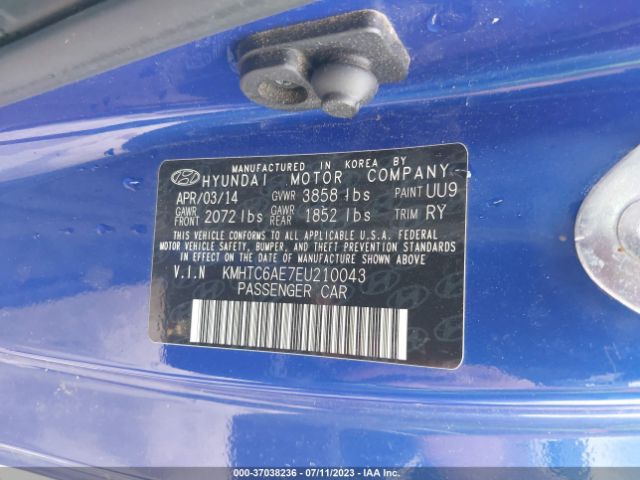 MANUFACTURED IN KOREA BY
HYUNDAI MOTOR COMPANY
APR/03/14 GVWR 3858 lbs PAINT UU9
GAWR FRONT 2072 lbs GAWR REAR 1852 lbs TRIM RY
THIS VEHICLE CONFORMS TO ALL APPLICABLE U.S.A. FEDERAL
MOTOR VEHICLE SAFETY, BUMPER, AND THEFT PREVENTION STANDARDS
IN EFFECT ON THE DATE OF MANUFACTURE SHOWN ABOVE.
V.I.N KMHTC6AE7EU210043
PASSENGER CAR
000-37038236 - 07/11/2023 - IAA Inc.